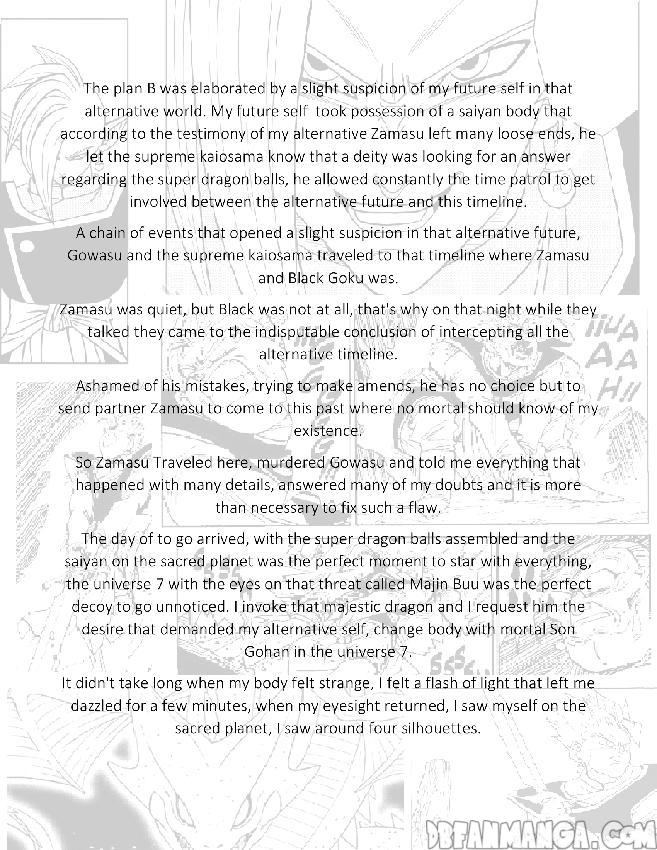 The plan B was elaborated by a slight suspicion of my future self in that
alternative world. My future self took possession of a saiyan body that
according to the testimony of my alternative Zamasu left many loose ends, he
let the supreme kaiosama know that a deity was looking for an answer
regarding the super dragon balls, he allowed constantly the time patrol to get
involved between the alternative future and this timeline.
A chain of events that opened a slight suspicion in that alternative future,
Gowasu and the supreme kaiosama traveled to that timeline where Zamasu
and Black Goku was.
Zamasu was quiet, but Black was not at all, that's why on that night while they
talked they came to the indisputable conclusion of intercepting all the
alternative timeline.
Ashamed of his mistakes, trying to make amends, he has no choice but to
send partner Zamasu to come to this past where no mortal should know of my
existence.
So Zamasu Traveled here, murdered Gowasu and told me everything that
happened with many details, answered many of my doubts and it is more
than necessary to fix such a flaw.
The day of to go arrived, with the super dragon balls assembled and the
saiyan on the sacred planet was the perfect moment to star with everything,
the universe 7 with the eyes on that threat called Majin Buu was the perfect
decoy to go unnoticed. I invoke that majestic dragon and I request him the
desire that demanded my alternative self, change body with mortal Son
Gohan in the universe 7.
It didn't take long when my body felt strange, I felt a flash of light that left me
dazzled for a few minutes, when my eyesight returned, I saw myself on the
sacred planet, I saw around four silhouettes.
DBFANMANGA.COM